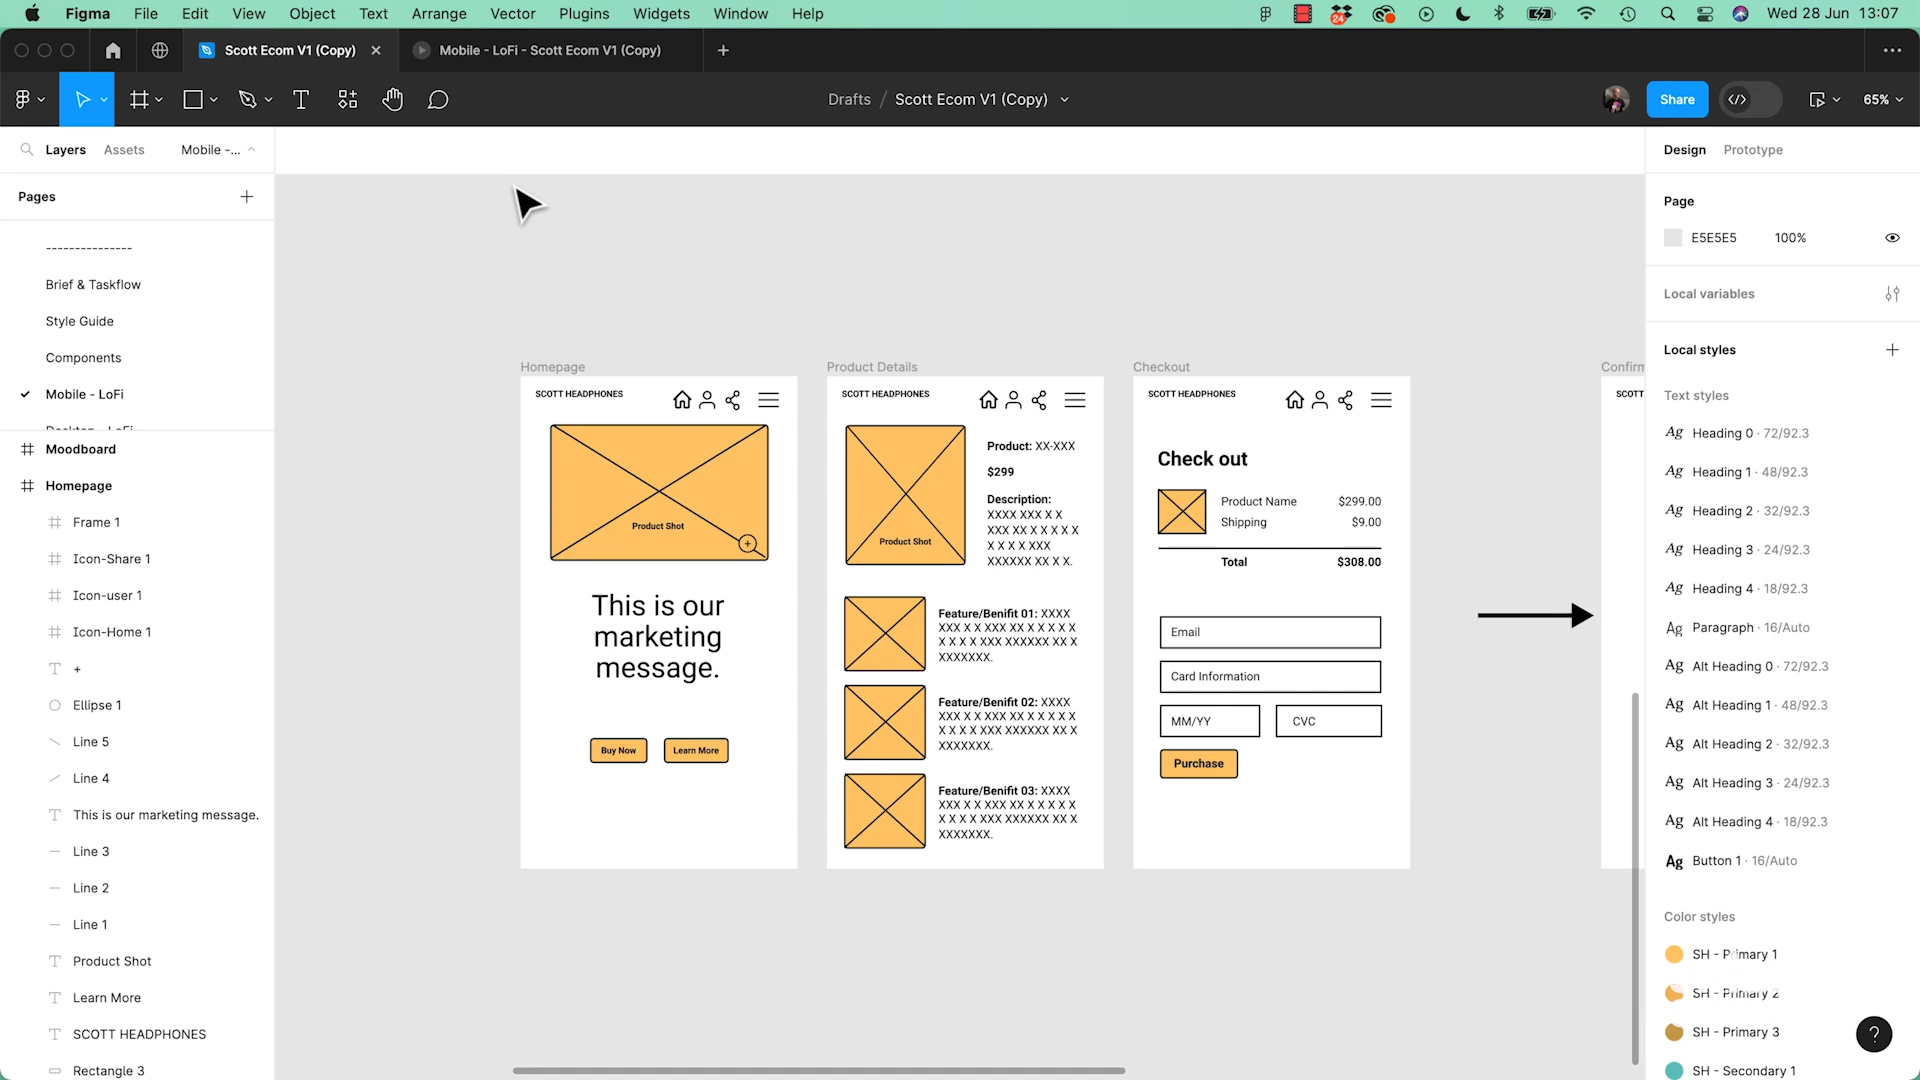 Figma File Edit View Object Text Arrange Vector Plugins Widgets Window Help
24
Wed 28 Jun 13:07
Scott Ecom V1 (Copy)
Mobile - LoFi - Scott Ecom V1 (Copy)
Drafts / Scott Ecom V1 (Copy)
Share
65%
Layers
Assets
Mobile -...
Pages
---------------
Brief & Taskflow
Style Guide
Components
Mobile - LoFi
Desktop - LoFi
Moodboard
Homepage
Frame 1
Icon-Share 1
Icon-user 1
Icon-Home 1
+
Ellipse 1
Line 5
Line 4
This is our marketing message.
Line 3
Line 2
Line 1
Product Shot
Learn More
SCOTT HEADPHONES
Rectangle 3
Homepage
SCOTT HEADPHONES
Product Shot
+
This is our
marketing
message.
Buy Now
Learn More
Product Details
SCOTT HEADPHONES
Product Shot
Product: XX-XXX
$299
Description:
XXXX XXX X X
XXX XX X X X X X
X X X X XXX
XXXXXX XX X X.
Feature/Benifit 01: XXXX
XXX X X XXX XX X X X X X
X X X X XXX XXXXXX XX X
XXXXXXX.
Feature/Benifit 02: XXXX
XXX X X XXX XX X X X X X
X X X X XXX XXXXXX XX X
XXXXXXX.
Feature/Benifit 03: XXXX
XXX X X XXX XX X X X X X
X X X X XXX XXXXXX XX X
XXXXXXX.
Checkout
SCOTT HEADPHONES
Check out
Product Name $299.00
Shipping $9.00
Total $308.00
Email
Card Information
MM/YY
CVC
Purchase
Confirm
SCOTT
Design
Prototype
Page
E5E5E5 100%
Local variables
Local styles
Text styles
Ag Heading 0 · 72/92.3
Ag Heading 1 · 48/92.3
Ag Heading 2 · 32/92.3
Ag Heading 3 · 24/92.3
Ag Heading 4 · 18/92.3
Ag Paragraph · 16/Auto
Ag Alt Heading 0 · 72/92.3
Ag Alt Heading 1 · 48/92.3
Ag Alt Heading 2 · 32/92.3
Ag Alt Heading 3 · 24/92.3
Ag Alt Heading 4 · 18/92.3
Ag Button 1 · 16/Auto
Color styles
SH - Primary 1
SH - Primary 2
SH - Primary 3
SH - Secondary 1
?